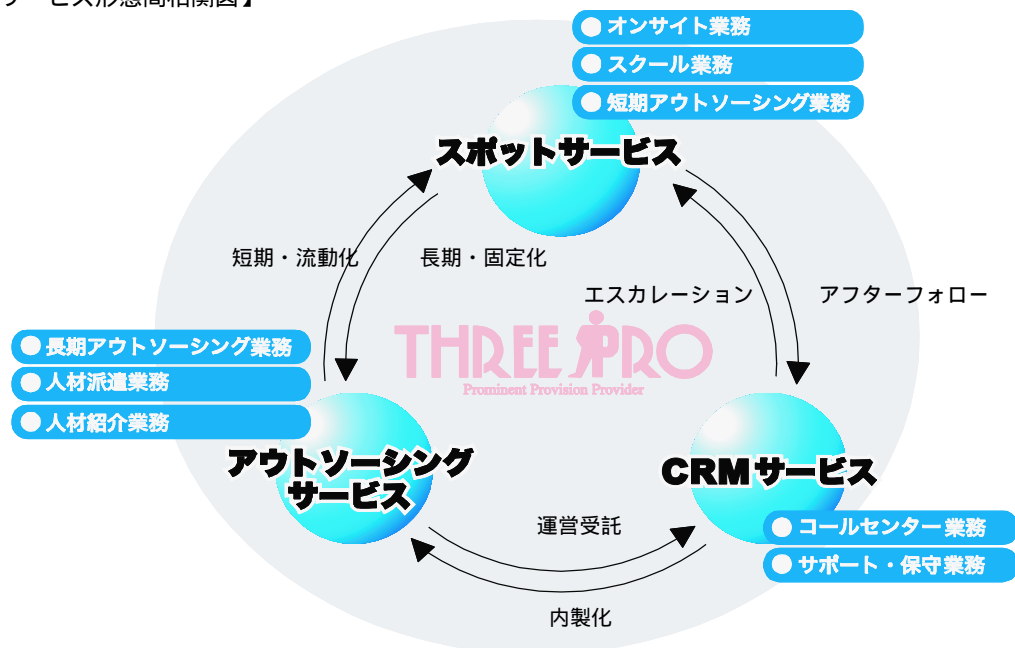 サービス形態間相関図】
オンサイト業務
スクール業務
短期アウトソーシング業務
スポットサービス
短期・流動化
長期・固定化
エスカレーション
アフターフォロー
THREE PRO
Prominent Provision Provider
長期アウトソーシング業務
人材派遣業務
人材紹介業務
アウトソーシング
サービス
CRMサービス
コールセンター業務
サポート・保守業務
運営受託
内製化